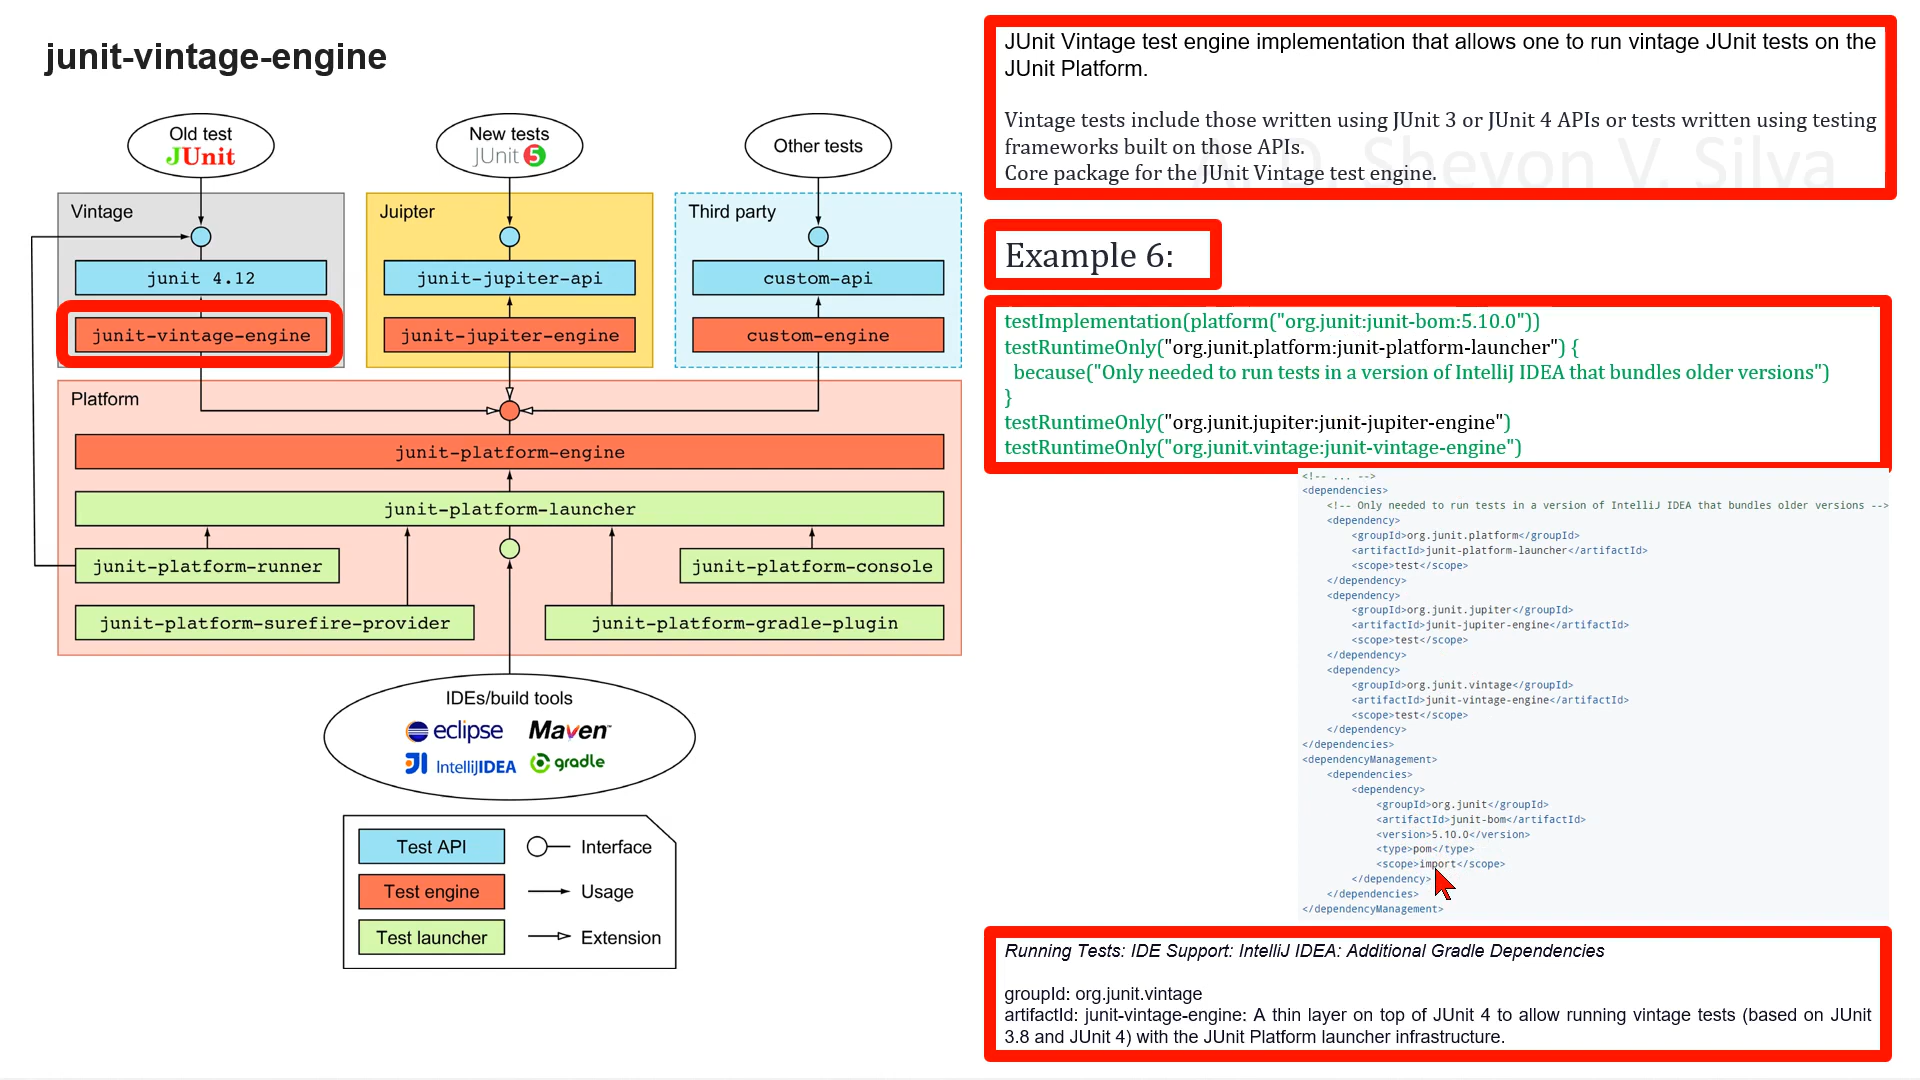 junit-vintage-engine
Old test
JUnit
New tests
JUnit 5
Other tests
Vintage
Juipter
Third party
junit 4.12
junit-jupiter-api
custom-api
junit-vintage-engine
junit-jupiter-engine
custom-engine
Platform
junit-platform-engine
junit-platform-launcher
junit-platform-runner
junit-platform-console
junit-platform-surefire-provider
junit-platform-gradle-plugin
IDEs/build tools
eclipse
Maven™
IntelliJIDEA
gradle
Test API
Interface
Test engine
Usage
Test launcher
Extension
JUnit Vintage test engine implementation that allows one to run vintage JUnit tests on the
JUnit Platform.
Vintage tests include those written using JUnit 3 or JUnit 4 APIs or tests written using testing
frameworks built on those APIs.
A. D. Shevon V. Silva
Core package for the JUnit Vintage test engine.
Example 6:
testImplementation(platform("org.junit:junit-bom:5.10.0"))
testRuntimeOnly("org.junit.platform:junit-platform-launcher") {
because("Only needed to run tests in a version of IntelliJ IDEA that bundles older versions")
}
testRuntimeOnly("org.junit.jupiter:junit-jupiter-engine")
testRuntimeOnly("org.junit.vintage:junit-vintage-engine")
<!-- ... -->
<dependencies>
<!-- Only needed to run tests in a version of IntelliJ IDEA that bundles older versions -->
<dependency>
<groupId>org.junit.platform</groupId>
<artifactId>junit-platform-launcher</artifactId>
<scope>test</scope>
</dependency>
<dependency>
<groupId>org.junit.jupiter</groupId>
<artifactId>junit-jupiter-engine</artifactId>
<scope>test</scope>
</dependency>
<dependency>
<groupId>org.junit.vintage</groupId>
<artifactId>junit-vintage-engine</artifactId>
<scope>test</scope>
</dependency>
</dependencies>
<dependencyManagement>
<dependencies>
<dependency>
<groupId>org.junit</groupId>
<artifactId>junit-bom</artifactId>
<version>5.10.0</version>
<type>pom</type>
<scope>import</scope>
</dependency>
</dependencies>
</dependencyManagement>
Running Tests: IDE Support: IntelliJ IDEA: Additional Gradle Dependencies
groupId: org.junit.vintage
artifactId: junit-vintage-engine: A thin layer on top of JUnit 4 to allow running vintage tests (based on JUnit
3.8 and JUnit 4) with the JUnit Platform launcher infrastructure.